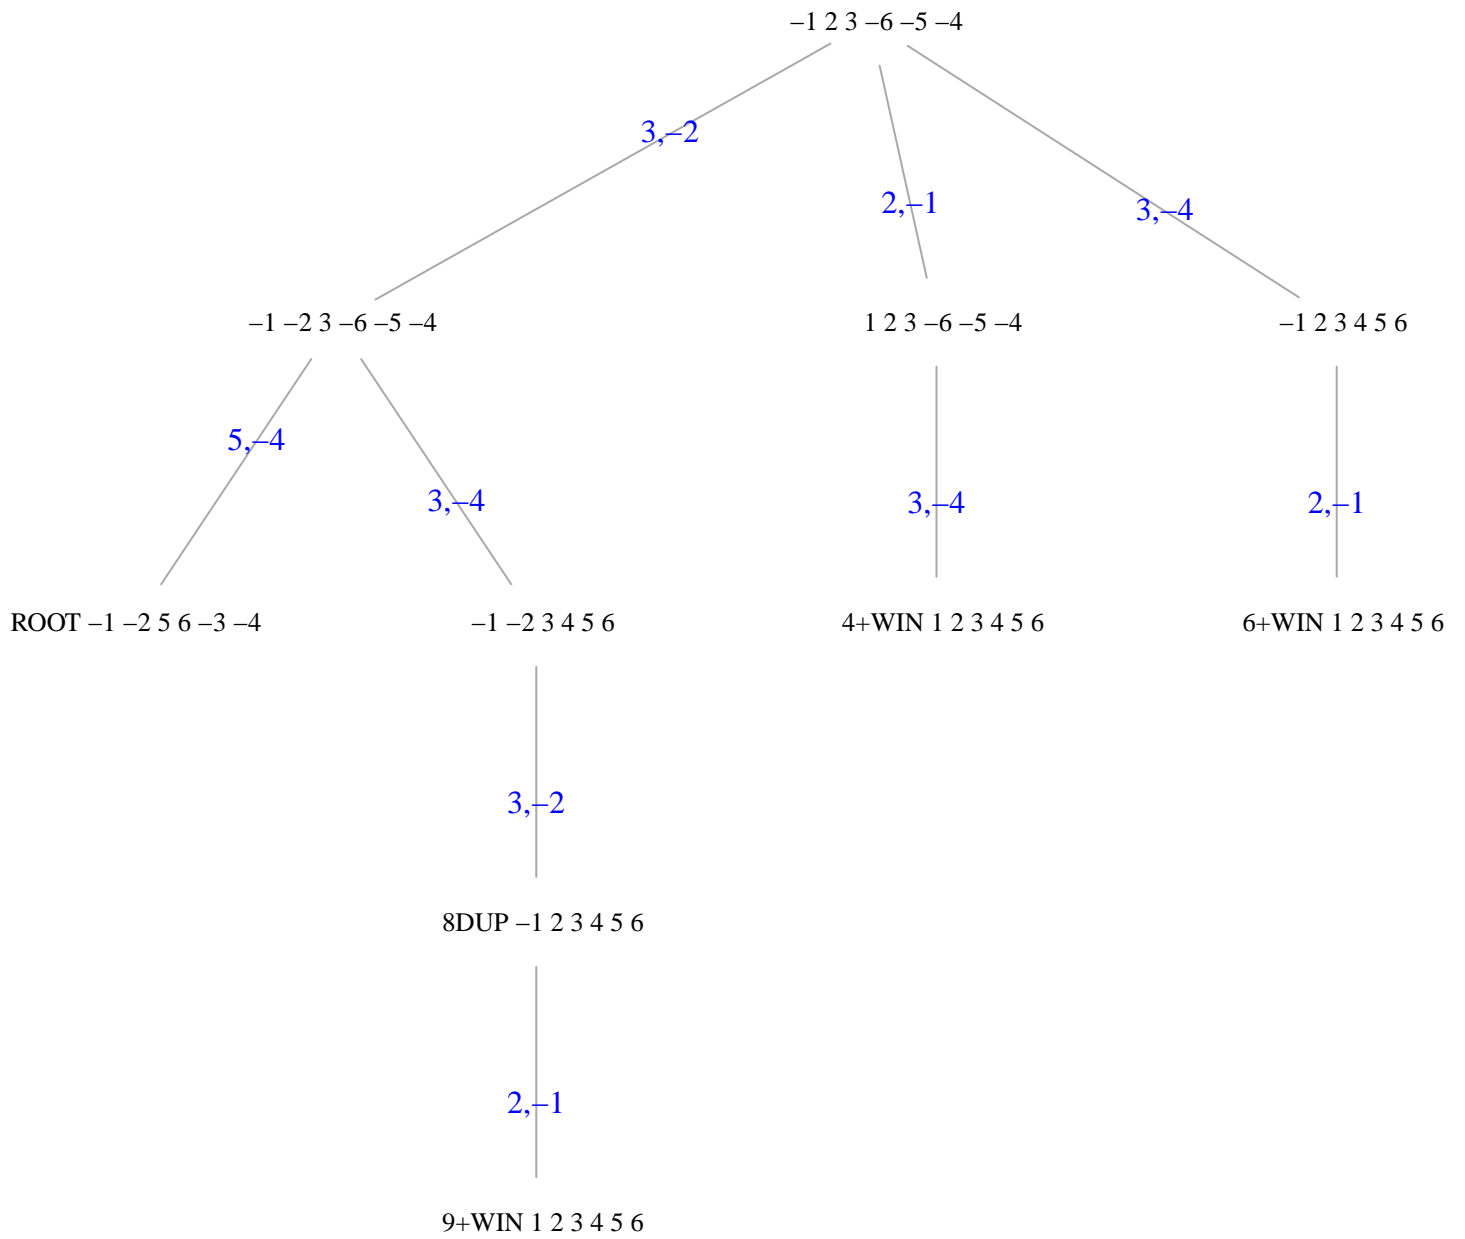 –1 2 3 –6 –5 –4
3,–2
2,–1
3,–4
–1 –2 3 –6 –5 –4
1 2 3 –6 –5 –4
–1 2 3 4 5 6
5,–4
3,–4
3,–4
2,–1
ROOT –1 –2 5 6 –3 –4
–1 –2 3 4 5 6
4+WIN 1 2 3 4 5 6
6+WIN 1 2 3 4 5 6
3,–2
8DUP –1 2 3 4 5 6
2,–1
9+WIN 1 2 3 4 5 6